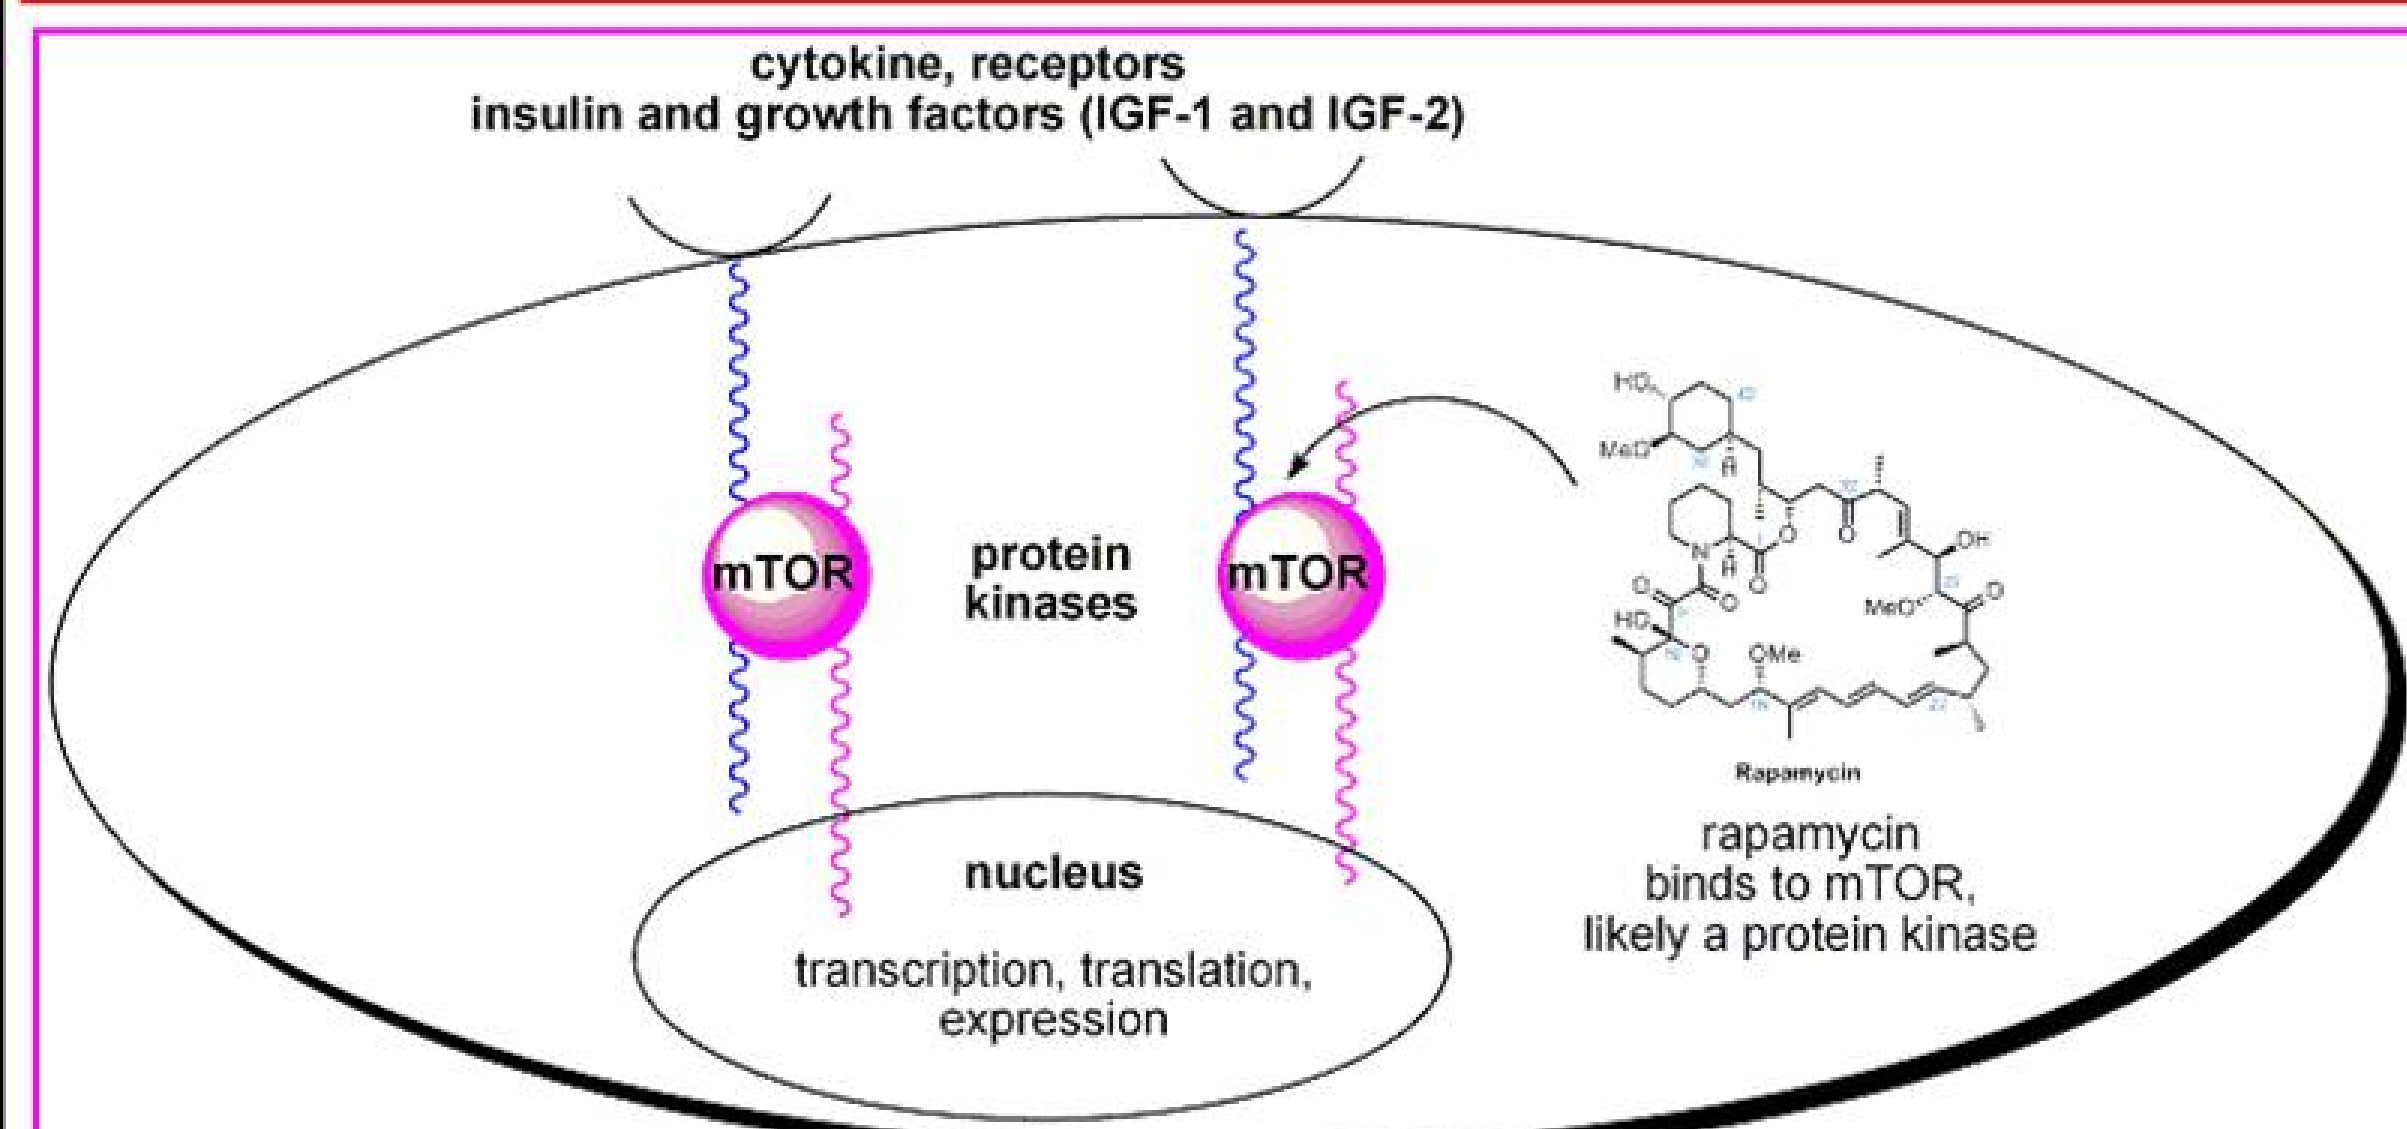 cytokine, receptors
insulin and growth factors (IGF-1 and IGF-2)
mTOR
protein
kinases
mTOR
HO
MeO
H
N
H
O
O
O
O
OH
MeO
O
O
O
HO
O
OMe
Rapamycin
rapamycin
binds to mTOR,
likely a protein kinase
nucleus
transcription, translation,
expression